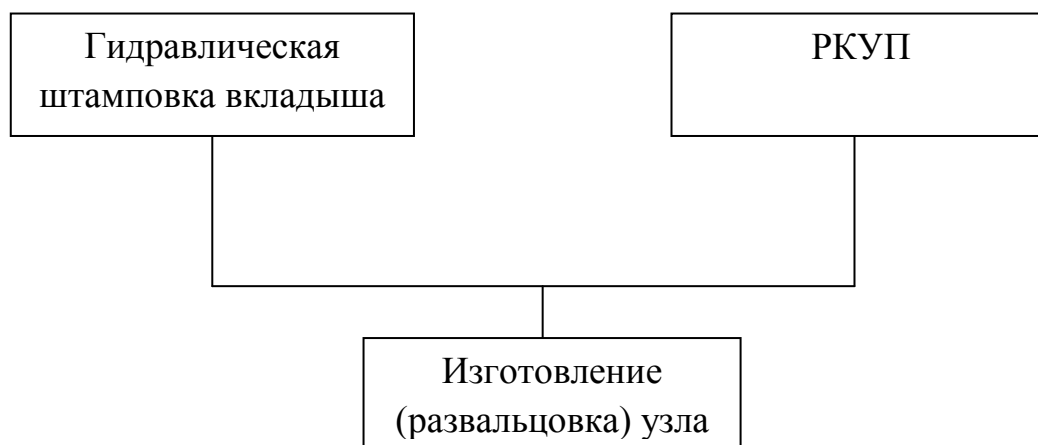 Гидравлическая
штамповка вкладыша
РКУП
Изготовление
(развальцовка) узла